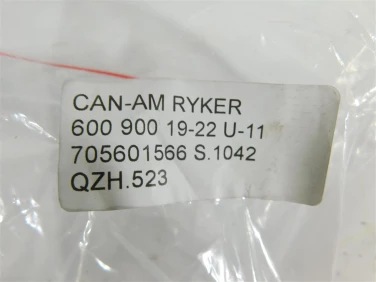 CAN-AM RYKER
600 900 19-22 U-11
705601566 S.1042
QZH.523